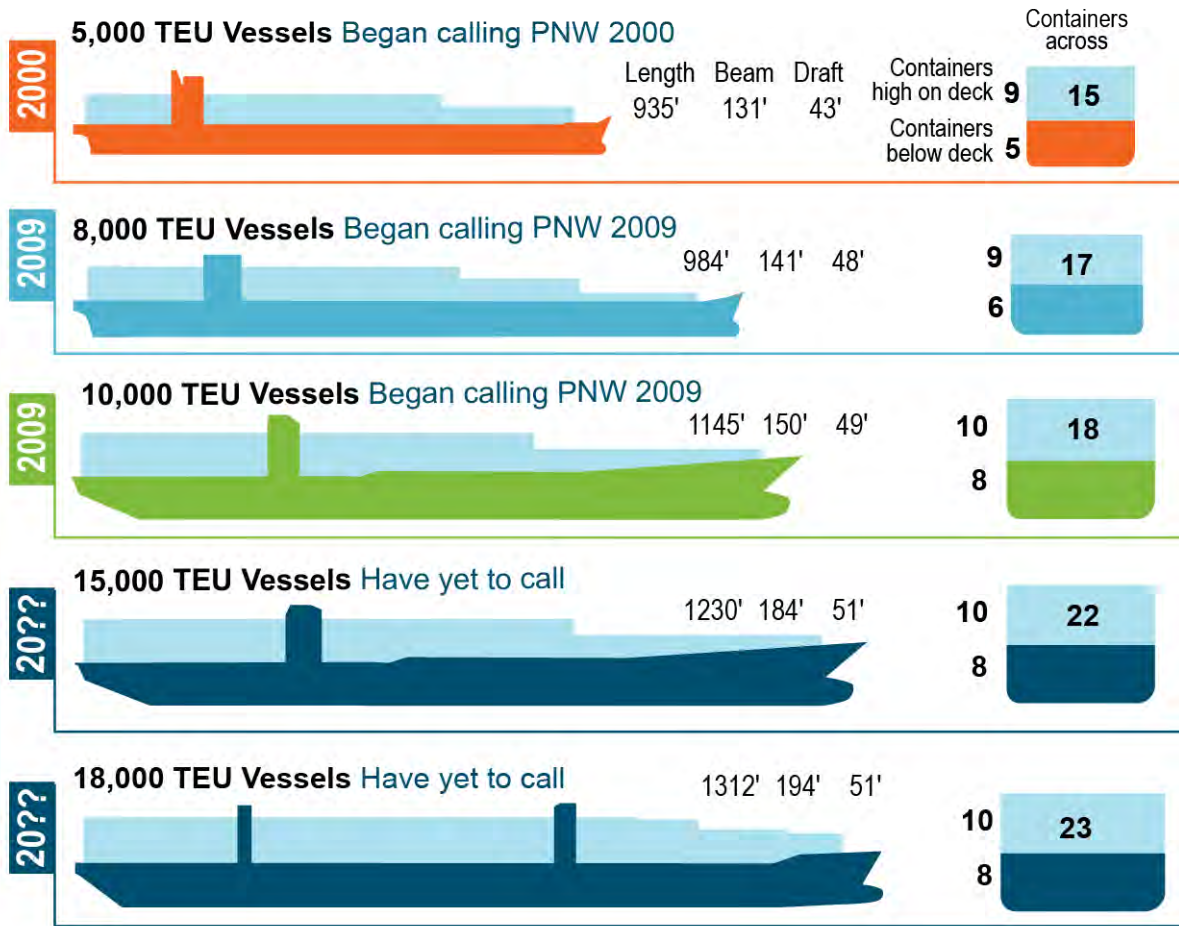 5,000 TEU Vessels Began calling PNW 2000
2000
Length Beam Draft
935' 131' 43'
Containers
across
Containers
high on deck 9 15
Containers
below deck 5
8,000 TEU Vessels Began calling PNW 2009
2009
984' 141' 48'
9 17
6
10,000 TEU Vessels Began calling PNW 2009
2009
1145' 150' 49'
10 18
8
15,000 TEU Vessels Have yet to call
20??
1230' 184' 51'
10 22
8
18,000 TEU Vessels Have yet to call
20??
1312' 194' 51'
10 23
8